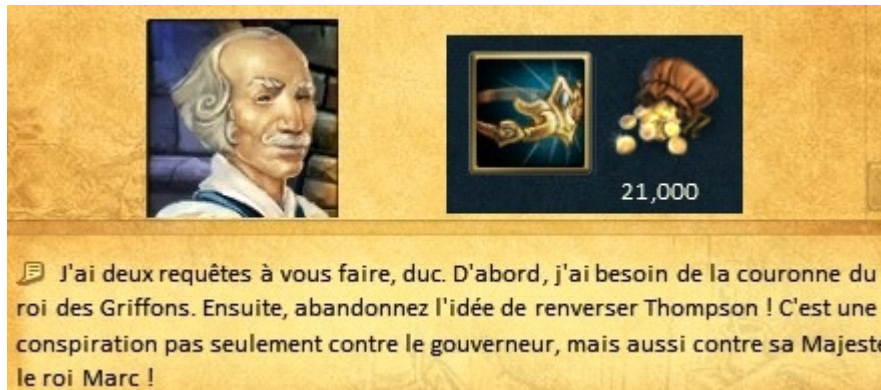 21,000
J'ai deux requêtes à vous faire, duc. D'abord, j'ai besoin de la couronne du
roi des Griffons. Ensuite, abandonnez l'idée de renverser Thompson ! C'est une
conspiration pas seulement contre le gouverneur, mais aussi contre sa Majesté
le roi Marc !